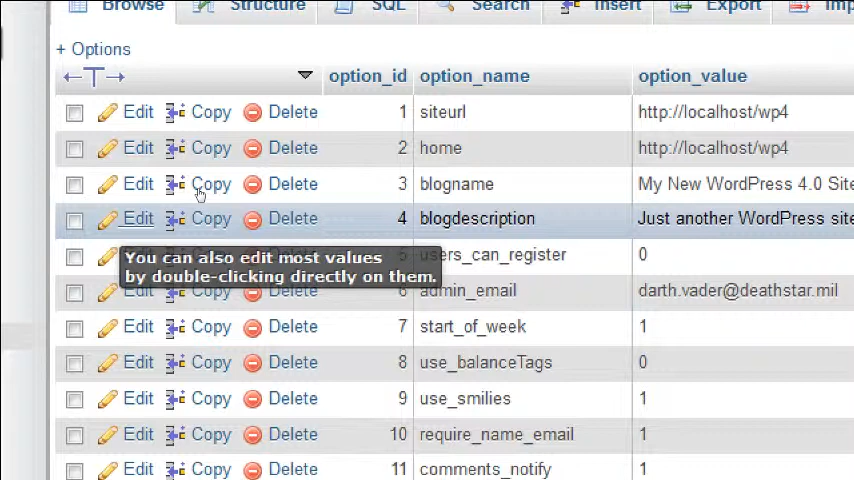 Browse Structure SQL Search Insert Export
+ Options
option_id option_name option_value
Edit Copy Delete 1 siteurl http://localhost/wp4
Edit Copy Delete 2 home http://localhost/wp4
Edit Copy Delete 3 blogname My New WordPress 4.0 Site
Edit Copy Delete 4 blogdescription Just another WordPress site
You can also edit most values
by double-clicking directly on them.
users_can_register 0
Edit Copy Delete 6 admin_email darth.vader@deathstar.mil
Edit Copy Delete 7 start_of_week 1
Edit Copy Delete 8 use_balanceTags 0
Edit Copy Delete 9 use_smilies 1
Edit Copy Delete 10 require_name_email 1
Edit Copy Delete 11 comments_notify 1